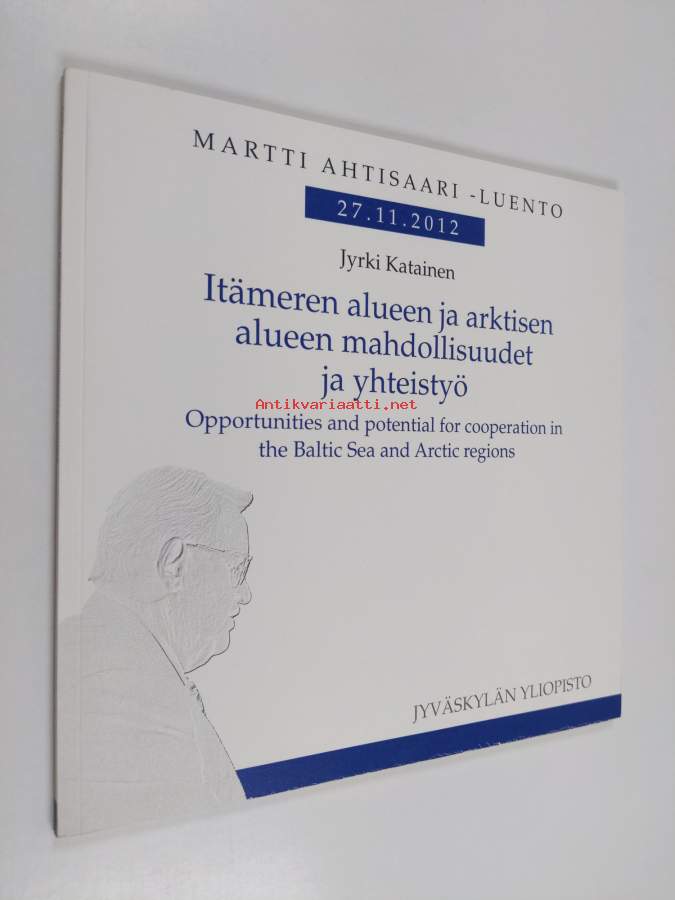 MARTTI AHTISAARI -LUENTO
27.11.2012
Jyrki Katainen
Itämeren alueen ja arktisen
alueen mahdollisuudet
ja yhteistyö
Antikvariaatti.net
Opportunities and potential for cooperation in
the Baltic Sea and Arctic regions
JYVÄSKYLÄN YLIOPISTO